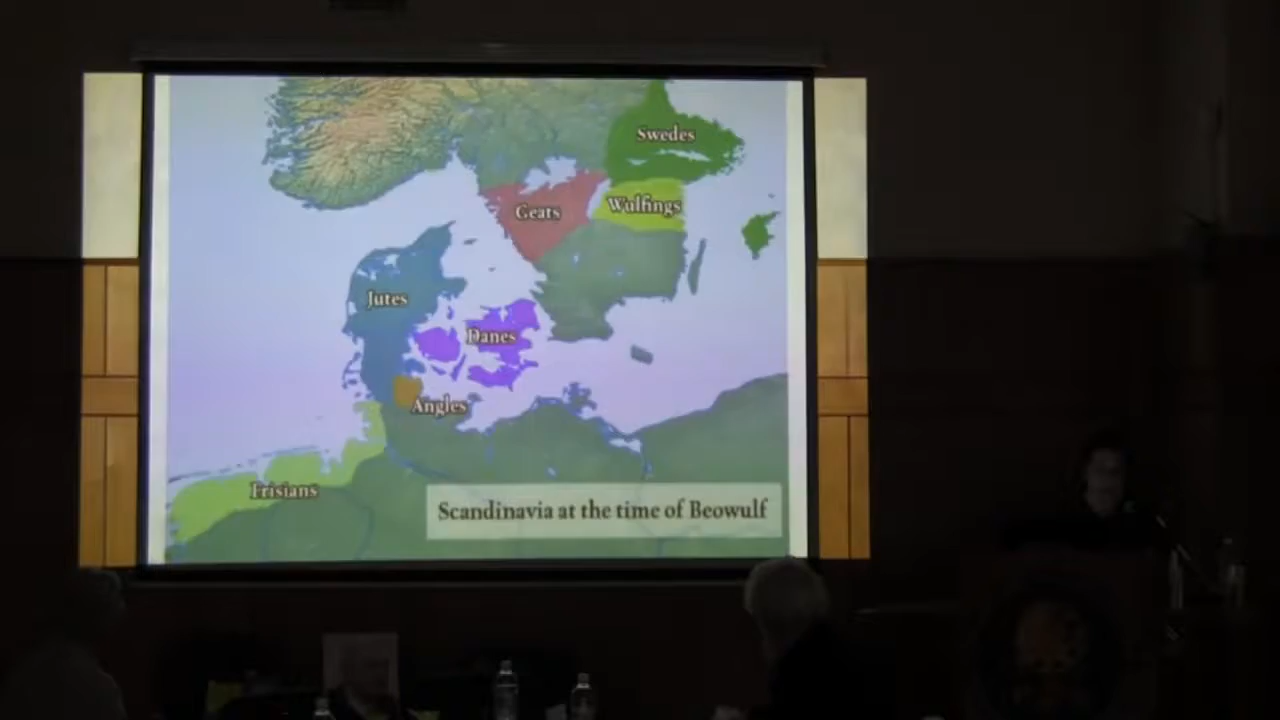 Swedes
Geats
Wulfings
Jutes
Danes
Angles
Frisians
Scandinavia at the time of Beowulf